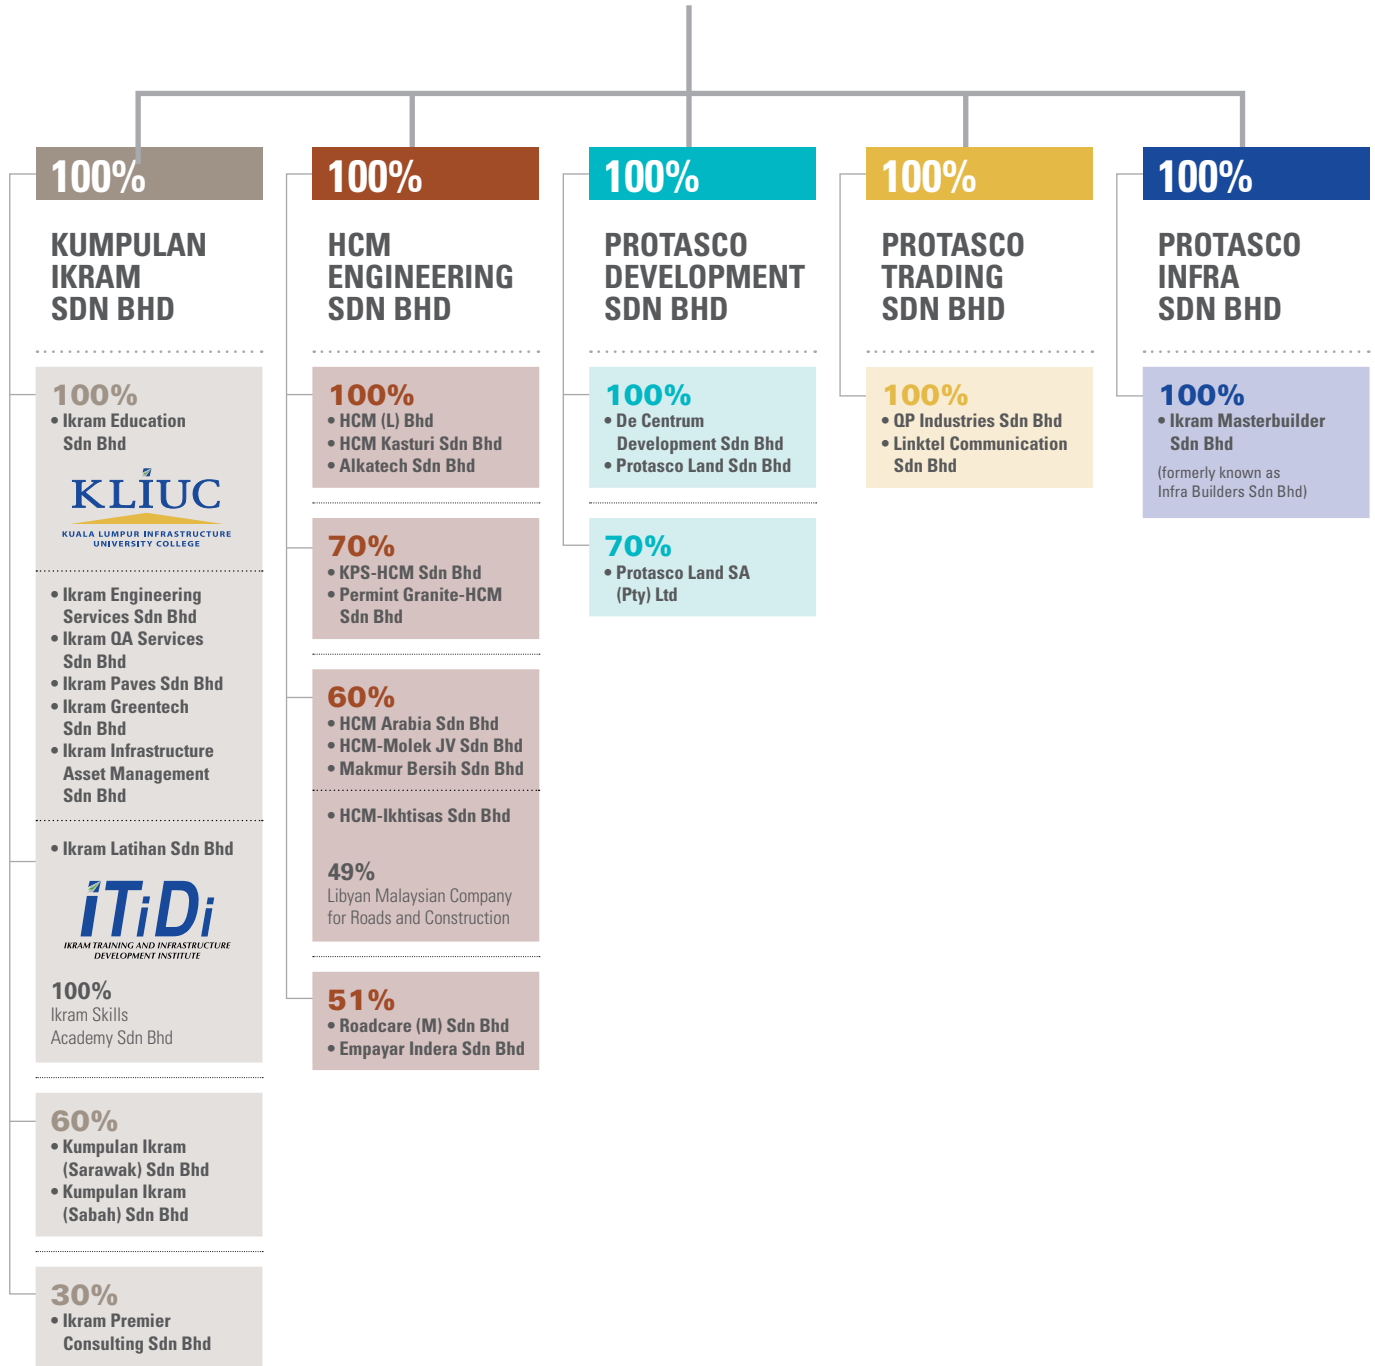 100%
KUMPULAN
IKRAM
SDN BHD
100%
• Ikram Education
Sdn Bhd
KLIUC
KUALA LUMPUR INFRASTRUCTURE
UNIVERSITY COLLEGE
• Ikram Engineering
Services Sdn Bhd
• Ikram QA Services
Sdn Bhd
• Ikram Paves Sdn Bhd
• Ikram Greentech
Sdn Bhd
• Ikram Infrastructure
Asset Management
Sdn Bhd
• Ikram Latihan Sdn Bhd
iTiDi
IKRAM TRAINING AND INFRASTRUCTURE
DEVELOPMENT INSTITUTE
100%
Ikram Skills
Academy Sdn Bhd
60%
• Kumpulan Ikram
(Sarawak) Sdn Bhd
• Kumpulan Ikram
(Sabah) Sdn Bhd
30%
• Ikram Premier
Consulting Sdn Bhd
100%
HCM
ENGINEERING
SDN BHD
100%
• HCM (L) Bhd
• HCM Kasturi Sdn Bhd
• Alkatech Sdn Bhd
70%
• KPS-HCM Sdn Bhd
• Permint Granite-HCM
Sdn Bhd
60%
• HCM Arabia Sdn Bhd
• HCM-Molek JV Sdn Bhd
• Makmur Bersih Sdn Bhd
• HCM-Ikhtisas Sdn Bhd
49%
Libyan Malaysian Company
for Roads and Construction
51%
• Roadcare (M) Sdn Bhd
• Empayar Indera Sdn Bhd
100%
PROTASCO
DEVELOPMENT
SDN BHD
100%
• De Centrum
Development Sdn Bhd
• Protasco Land Sdn Bhd
70%
• Protasco Land SA
(Pty) Ltd
100%
PROTASCO
TRADING
SDN BHD
100%
• QP Industries Sdn Bhd
• Linktel Communication
Sdn Bhd
100%
PROTASCO
INFRA
SDN BHD
100%
• Ikram Masterbuilder
Sdn Bhd
(formerly known as
Infra Builders Sdn Bhd)